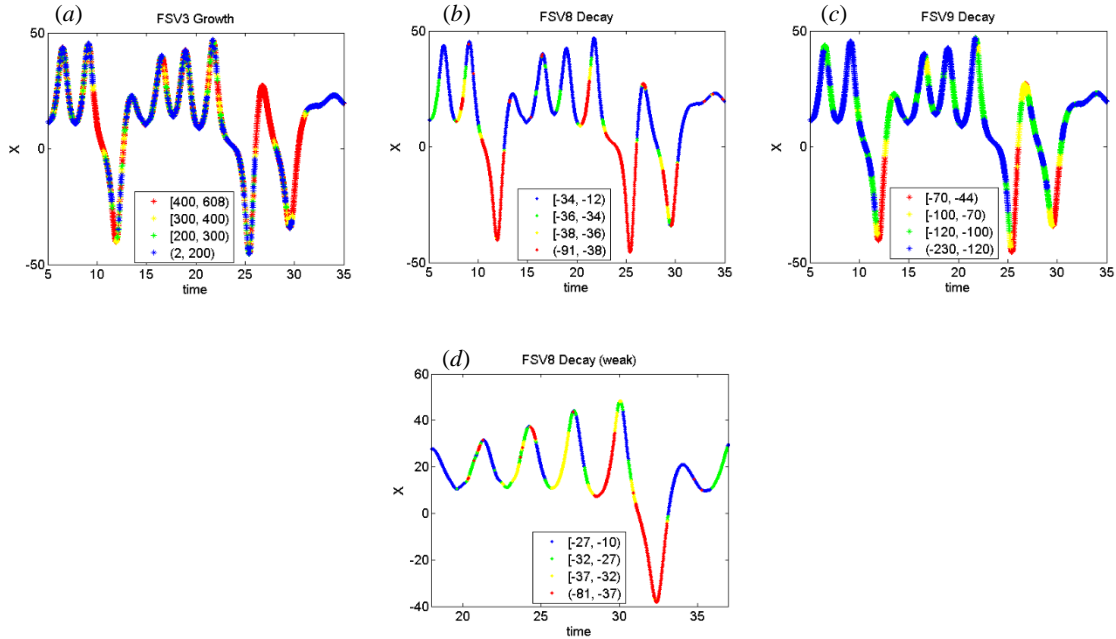 (a)
FSV3 Growth
50
0
-50
X
5 10 15 20 25 30 35
time
[400, 608)
[300, 400)
[200, 300)
(2, 200)
(b)
FSV8 Decay
50
0
-50
X
5 10 15 20 25 30 35
time
[-34, -12)
[-36, -34)
[-38, -36)
(-91, -38)
(c)
FSV9 Decay
50
0
-50
X
5 10 15 20 25 30 35
time
[-70, -44)
[-100, -70)
[-120, -100)
(-230, -120)
(d)
FSV8 Decay (weak)
60
40
20
0
-20
-40
X
20 25 30 35
time
[-27, -10)
[-32, -27)
[-37, -32)
(-81, -37)